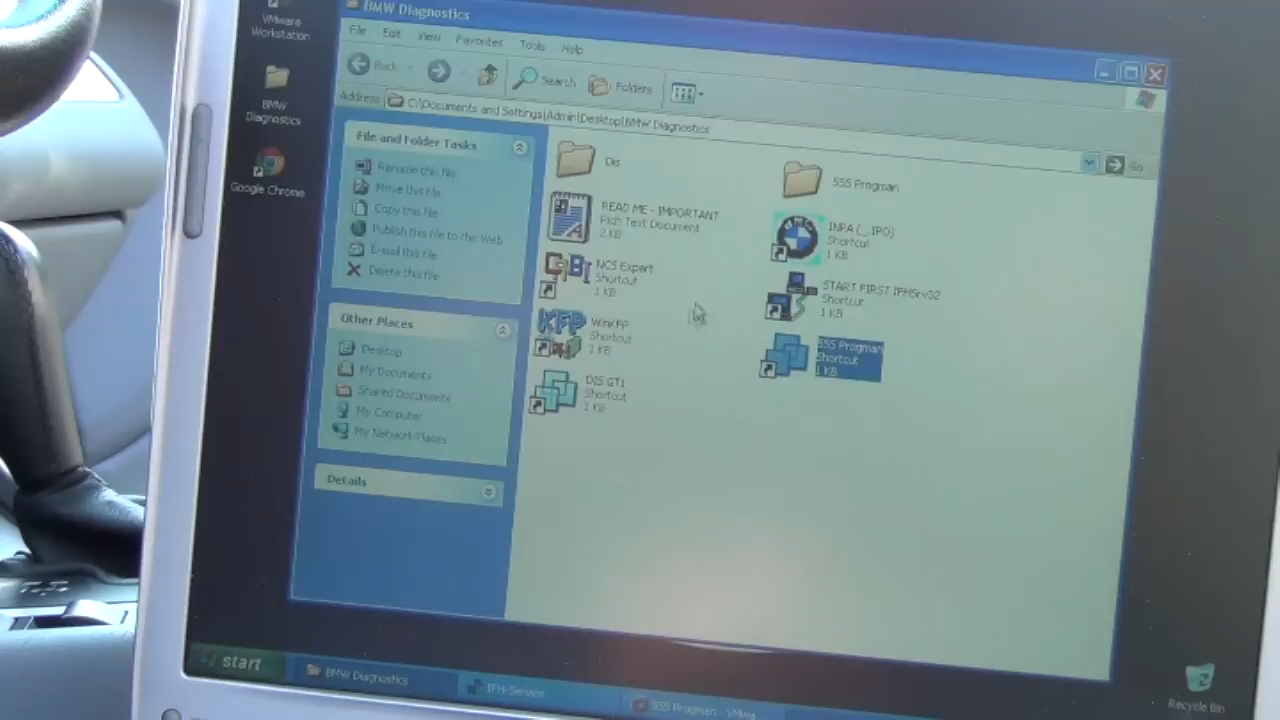 VMware
Workstation
BMW
Diagnostics
Google Chrome
BMW Diagnostics
File Edit View Favorites Tools Help
Back Search Folders
Address C:\Documents and Settings\Admin\Desktop\BMW Diagnostics Go
File and Folder Tasks
Rename this file
Move this file
Copy this file
Publish this file to the Web
E-mail this file
Delete this file
Other Places
Desktop
My Documents
Shared Documents
My Computer
My Network Places
Details
Dis
SSS Progman
READ ME - IMPORTANT
Rich Text Document
2 KB
INPA (_.IPO)
Shortcut
1 KB
NCS Expert
Shortcut
1 KB
START FIRST IFHSrv32
Shortcut
1 KB
KFP
WinKFP
Shortcut
1 KB
SSS Progman
Shortcut
1 KB
DIS GT1
Shortcut
1 KB
start
BMW Diagnostics
IFH-Service
SSS Progman - VMwa
Recycle Bin